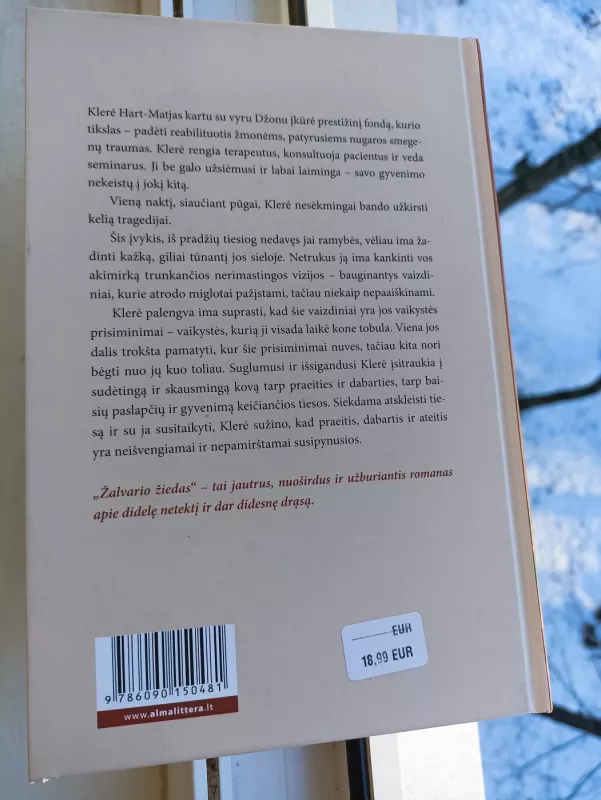 Klerė Hart-Matjas kartu su vyru Džonu įkūrė prestižinį fondą, kurio
tikslas – padėti reabilituotis žmonėms, patyrusiems nugaros smege-
nų traumas. Klerė rengia terapeutus, konsultuoja pacientus ir veda
seminarus. Ji be galo užsiėmusi ir labai laiminga – savo gyvenimo
nekeistų į jokį kitą.
Vieną naktį, siaučiant pūgai, Klerė nesėkmingai bando užkirsti
kelią tragedijai.
Šis įvykis, iš pradžių tiesiog nedavęs jai ramybės, vėliau ima ža-
dinti kažką, giliai tūnantį jos sieloje. Netrukus ją ima kankinti vos
akimirką trunkančios nerimastingos vizijos – bauginantys vaizdi-
niai, kurie atrodo miglotai pažįstami, tačiau niekaip nepaaiškinami.
Klerė palengva ima suprasti, kad šie vaizdiniai yra jos vaikystės
prisiminimai – vaikystės, kurią ji visada laikė kone tobula. Viena jos
dalis trokšta pamatyti, kur šie prisiminimai nuves, tačiau kita nori
bėgti nuo jų kuo toliau. Suglumusi ir išsigandusi Klerė įsitraukia į
sudėtingą ir skausmingą kovą tarp praeities ir dabarties, tarp bai-
sių paslapčių ir gyvenimą keičiančios tiesos. Siekdama atskleisti tie-
są ir su ja susitaikyti, Klerė sužino, kad praeitis, dabartis ir ateitis
yra neišvengiamai ir nepamirštamai susipynusios.
„Žalvario žiedas“ – tai jautrus, nuoširdus ir užburiantis romanas
apie didelę netektį ir dar didesnę drąsą.
EUR
18,99 EUR
9 786090 150481
www.almalittera.lt